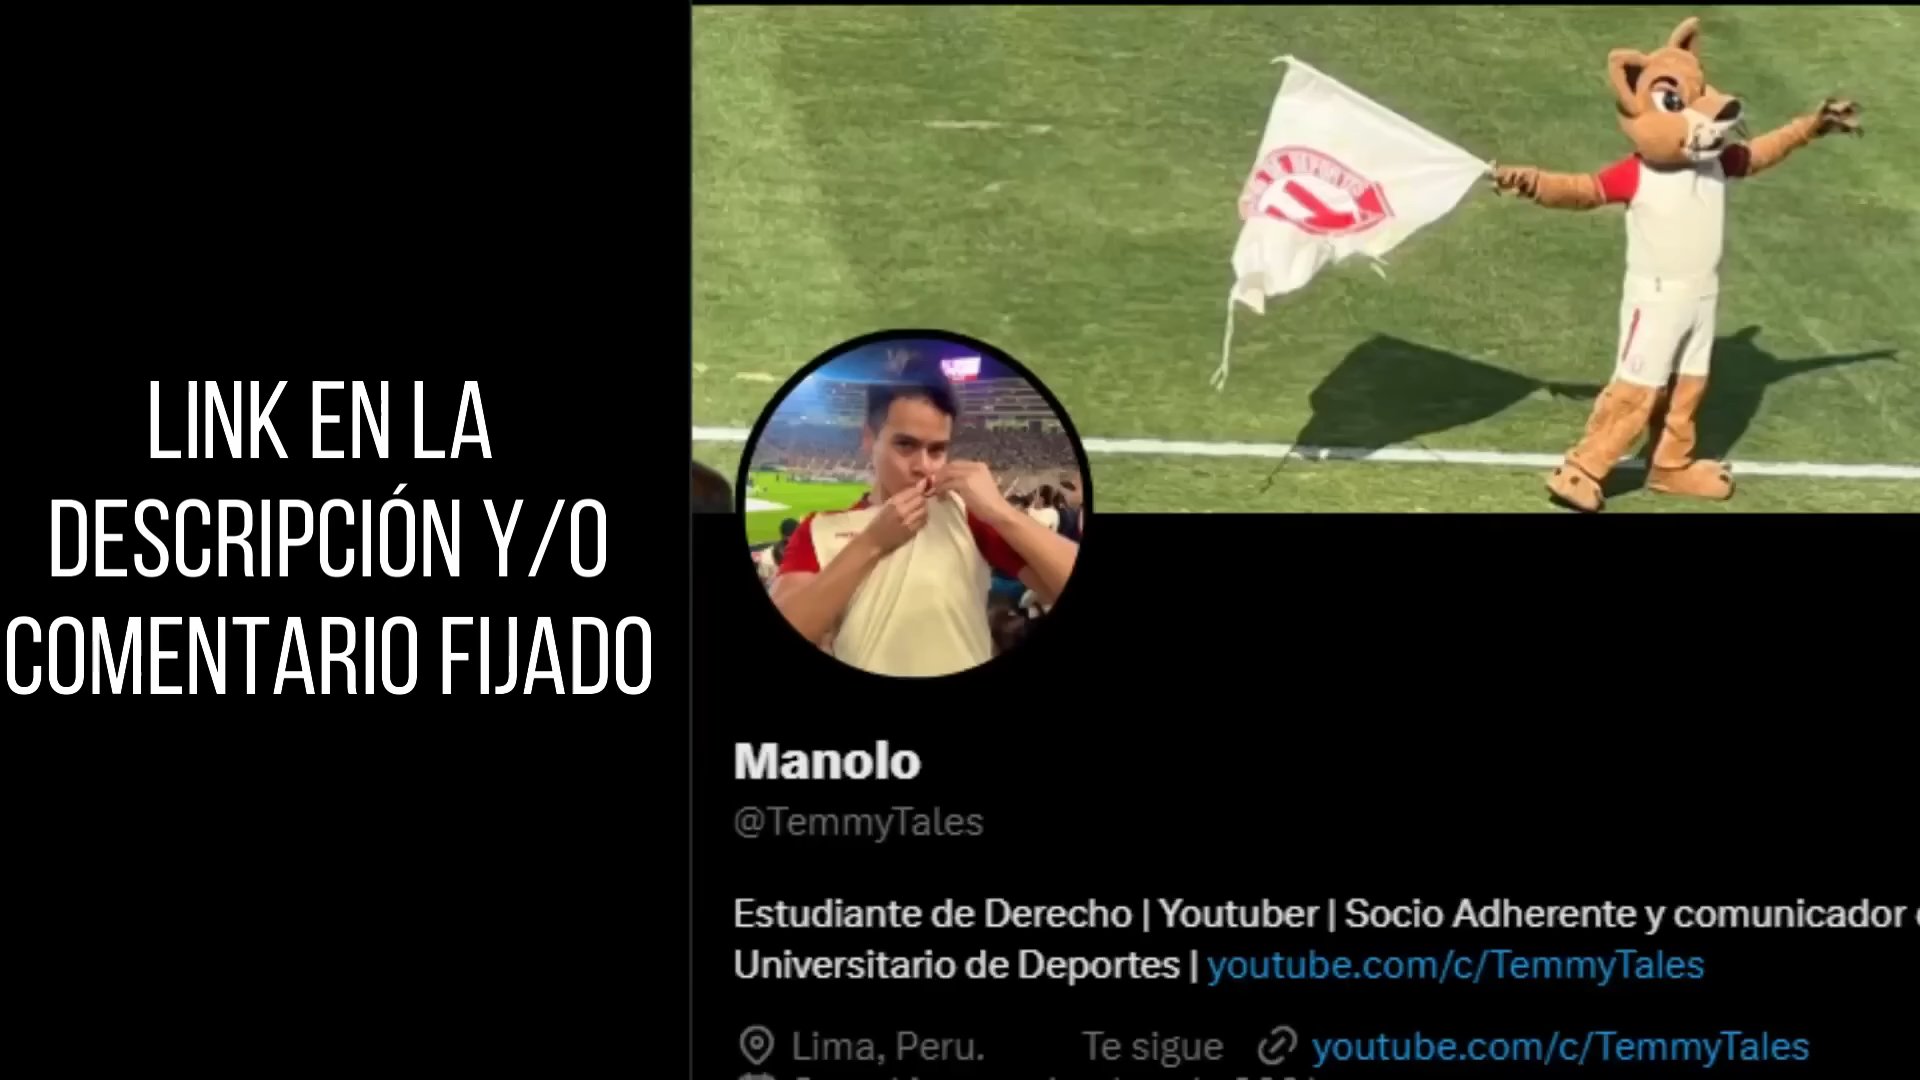 LINK EN LA
DESCRIPCIÓN Y/O
COMENTARIO FIJADO
Manolo
@TemmyTales
Estudiante de Derecho | Youtuber | Socio Adherente y comunicador
Universitario de Deportes | youtube.com/c/TemmyTales
Lima, Peru. Te sigue youtube.com/c/TemmyTales